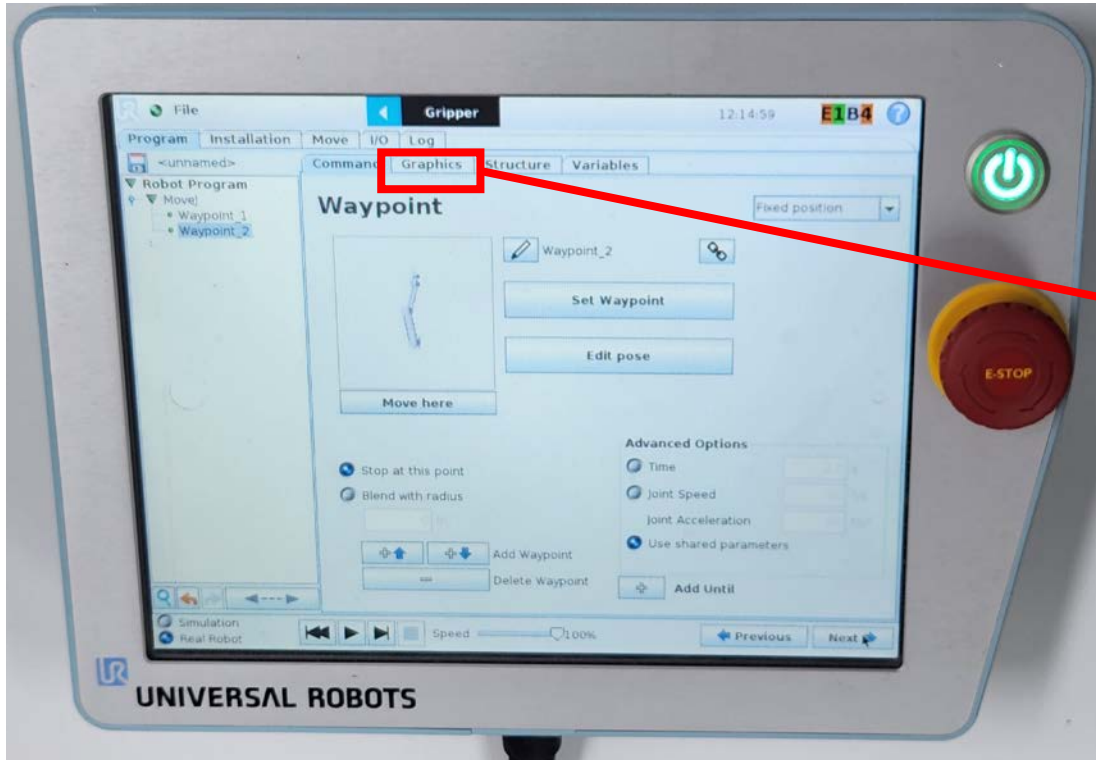 File
Gripper
12:14:59
E1B4
?
Program Installation Move I/O Log
<unnamed>
Command Graphics Structure Variables
Robot Program
MoveJ
Waypoint_1
Waypoint_2
Waypoint
Fixed position
Waypoint_2
Set Waypoint
Edit pose
Move here
E-STOP
Stop at this point
Blend with radius
Add Waypoint
Delete Waypoint
Advanced Options
Time
Joint Speed
Joint Acceleration
Use shared parameters
Add Until
Simulation
Real Robot
Speed 100%
Previous Next
UR
UNIVERSAL ROBOTS